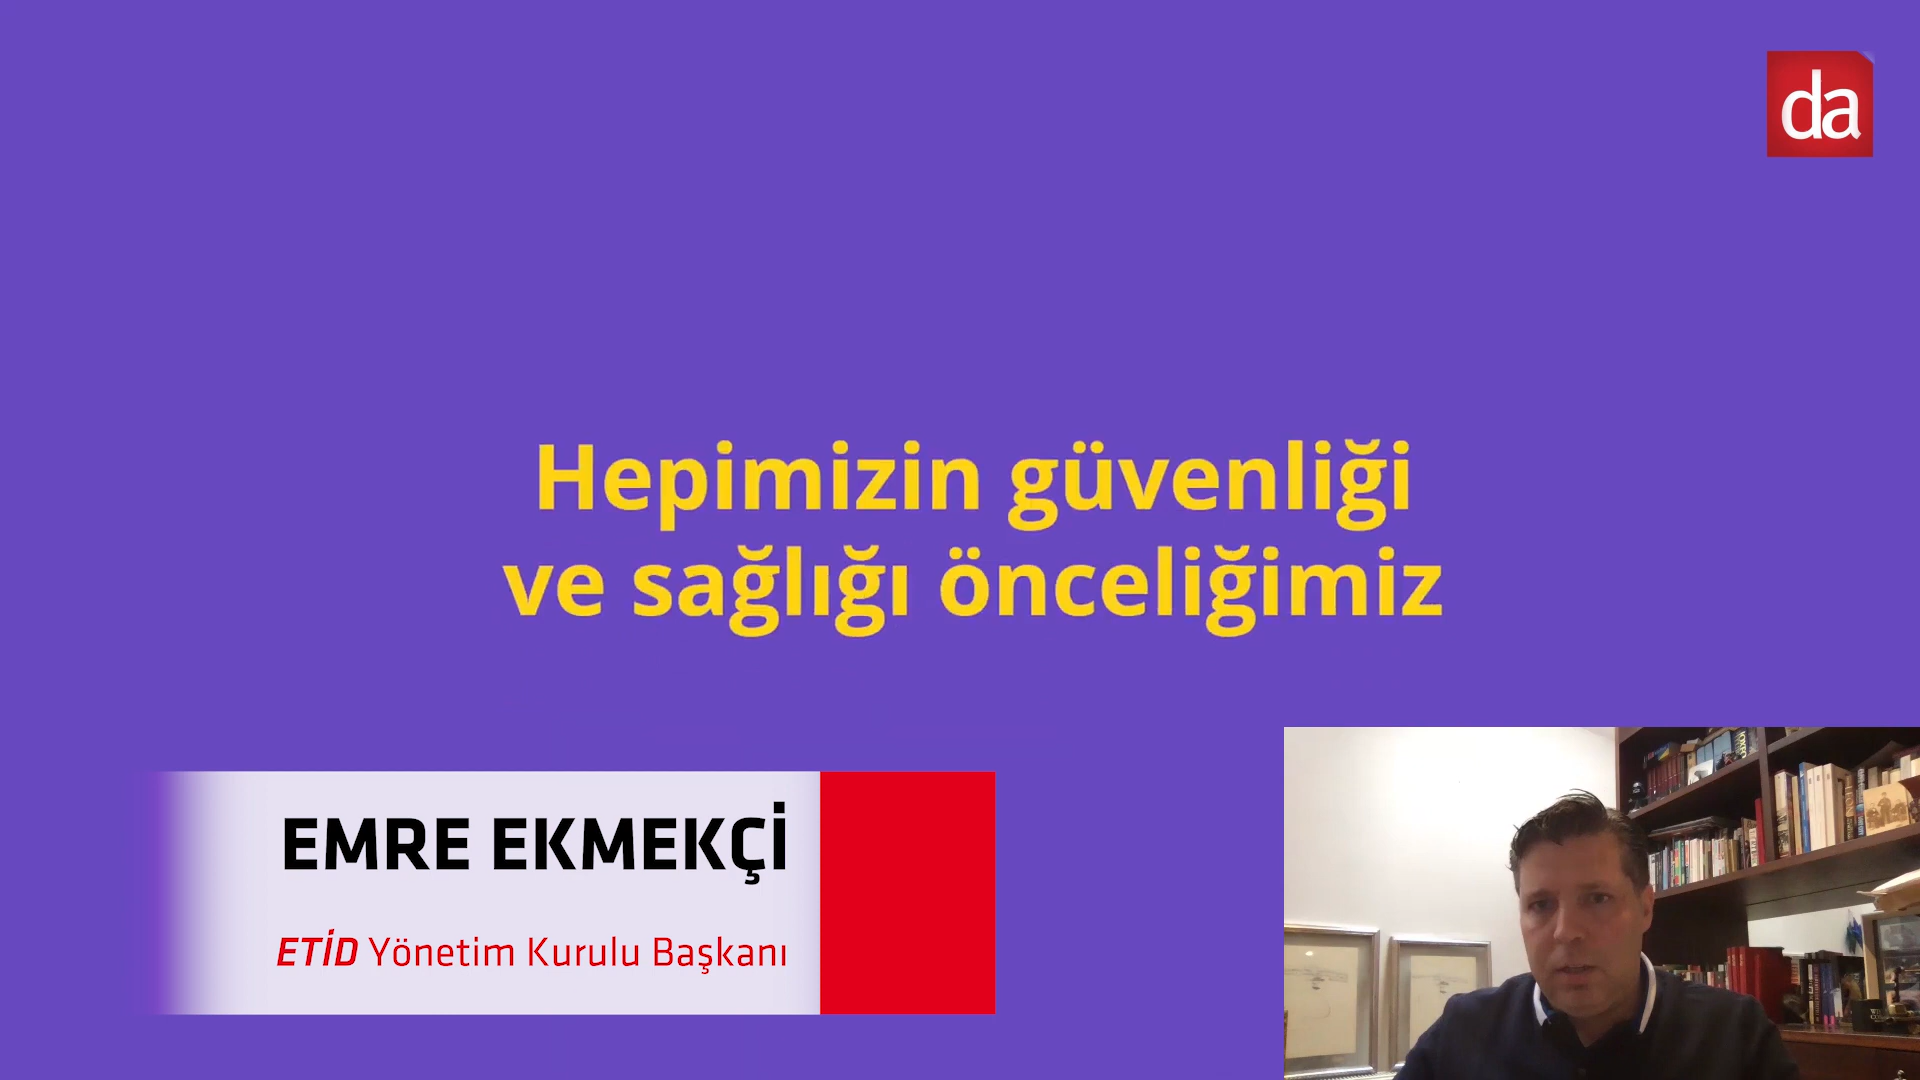 da
Hepimizin güvenliği
ve sağlığı önceliğimiz
EMRE EKMEKÇİ
ETİD Yönetim Kurulu Başkanı